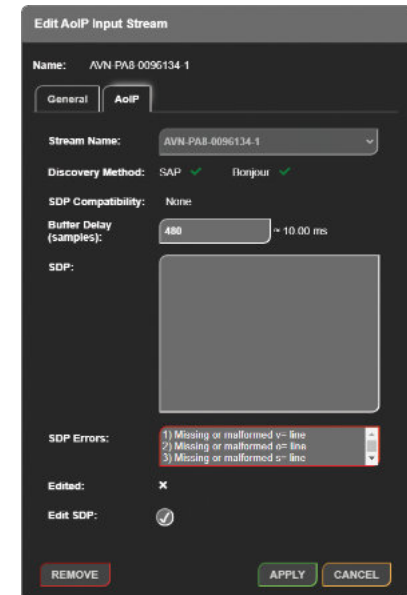 Edit AoIP Input Stream
Name: AVN-PA8-0096134-1
General AoIP
Stream Name: AVN-PA8-0096134-1
Discovery Method: SAP ✓ Bonjour ✓
SDP Compatibility: None
Buffer Delay
(samples): 480 ~ 10.00 ms
SDP:
SDP Errors: 1) Missing or malformed v= line
2) Missing or malformed o= line
3) Missing or malformed s= line
Edited: ×
Edit SDP: ✓
REMOVE APPLY CANCEL